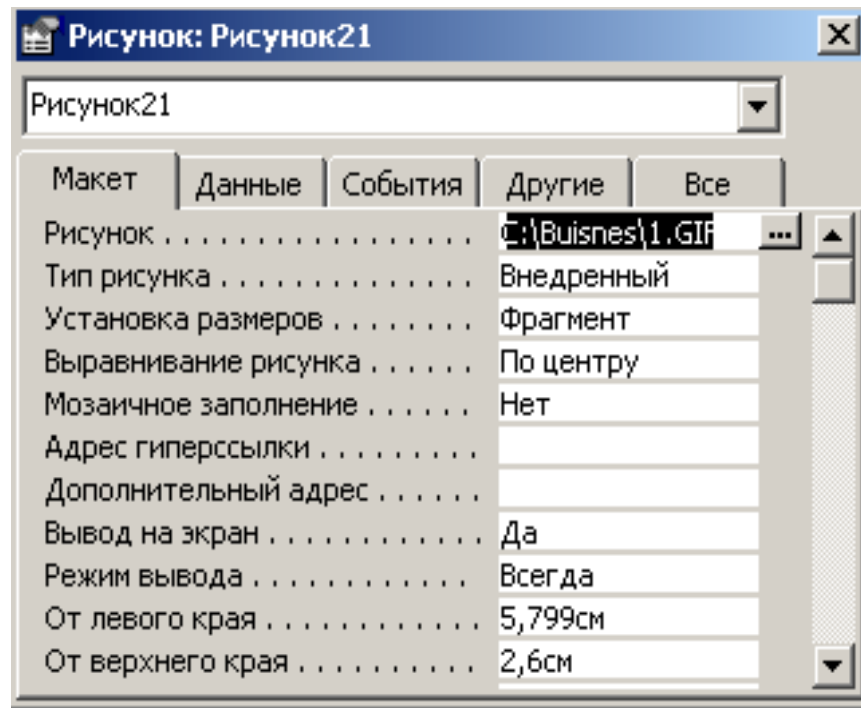 Рисунок: Рисунок21
Рисунок21
Макет Данные События Другие Все
Рисунок . . . . . . . . . . . . . . . . . C:\Buisnes\1.GIF ...
Тип рисунка . . . . . . . . . . . . . . Внедренный
Установка размеров . . . . . . . . Фрагмент
Выравнивание рисунка . . . . . . По центру
Мозаичное заполнение . . . . . . Нет
Адрес гиперссылки . . . . . . . . .
Дополнительный адрес . . . . . .
Вывод на экран . . . . . . . . . . . . Да
Режим вывода . . . . . . . . . . . . Всегда
От левого края . . . . . . . . . . . . 5,799см
От верхнего края . . . . . . . . . . 2,6см